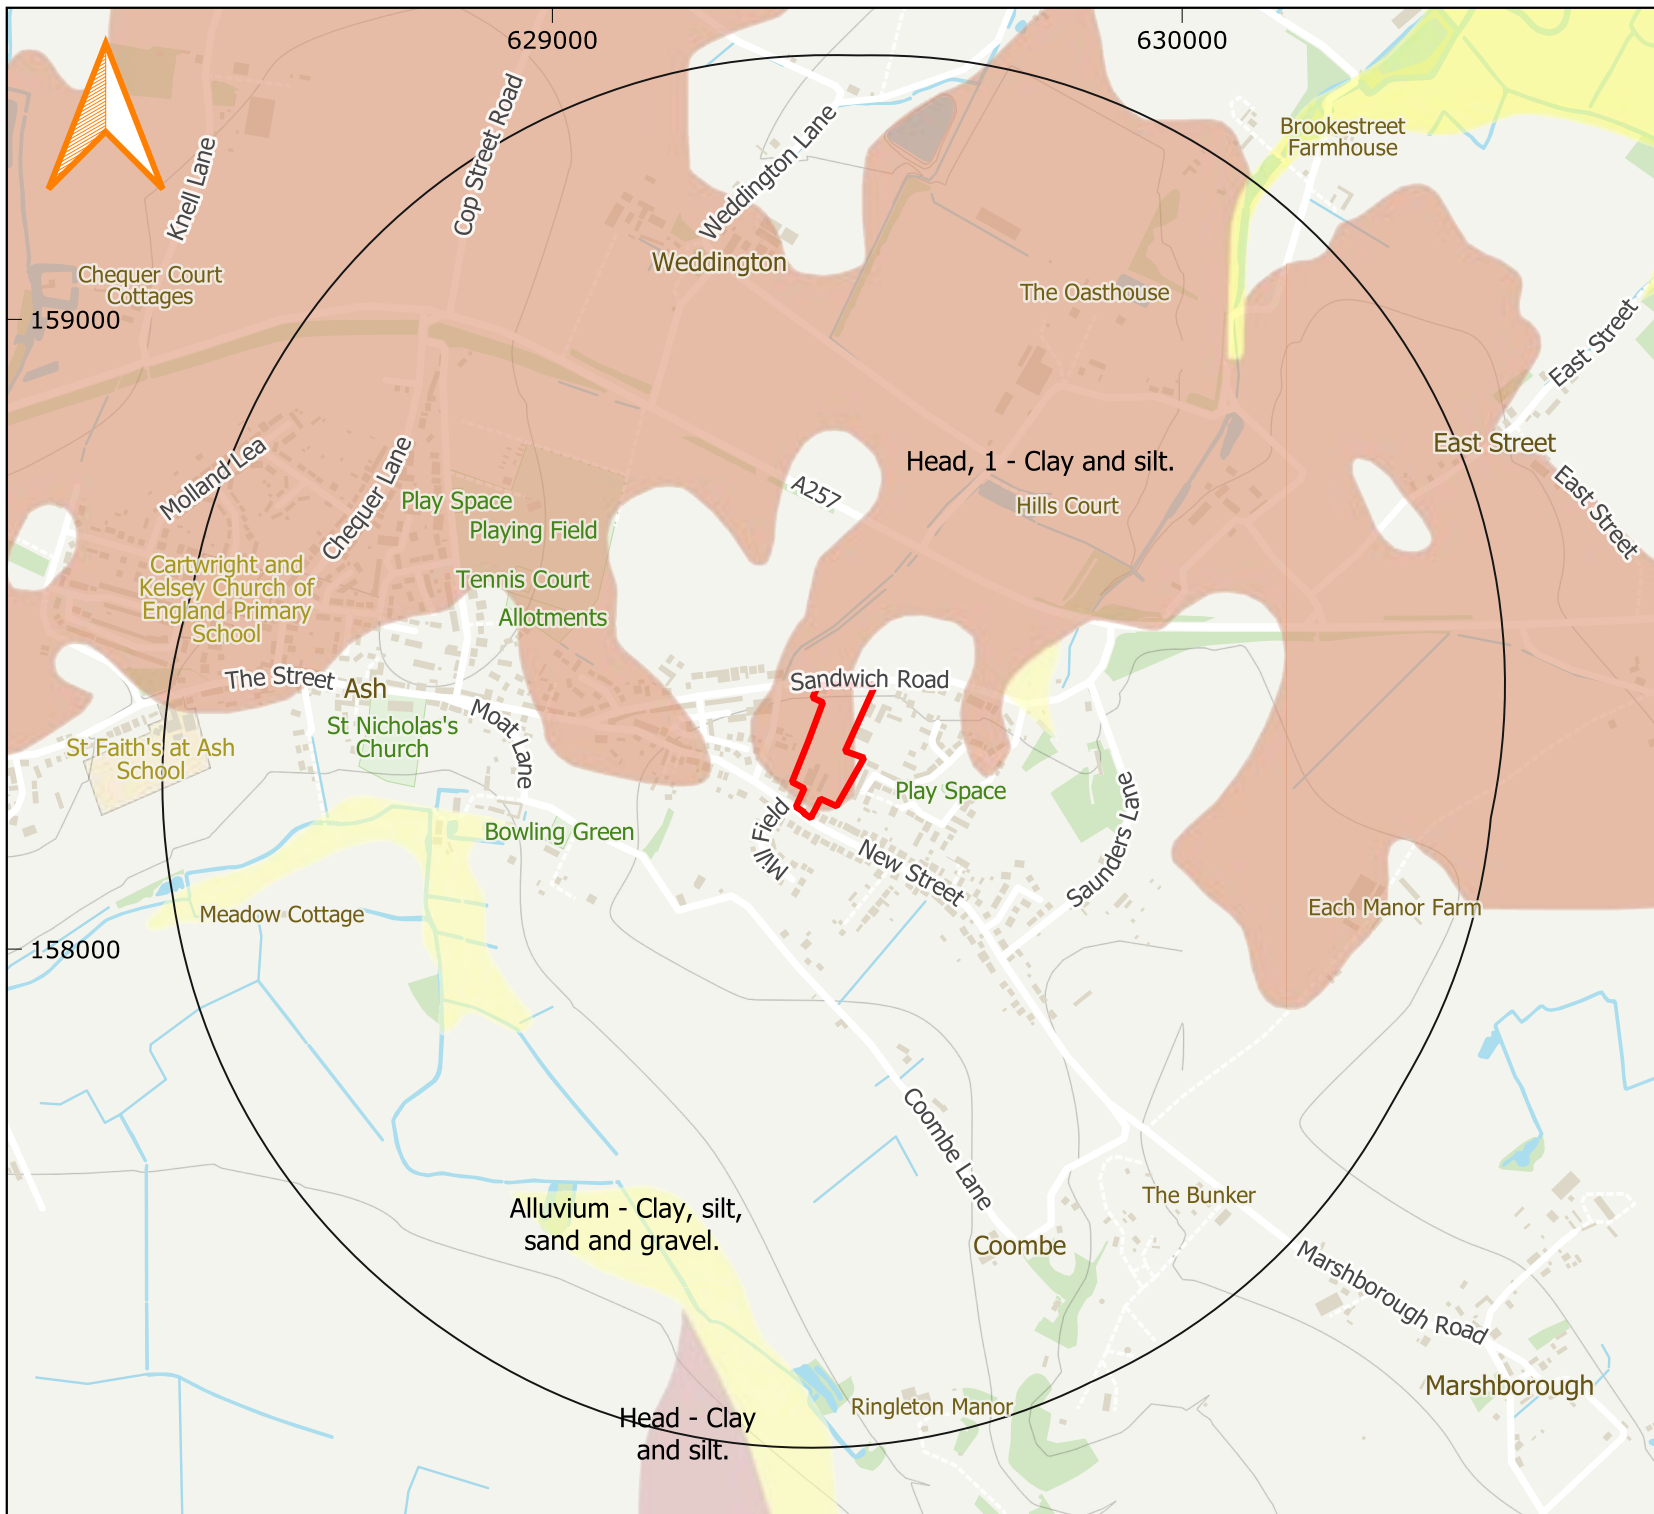 629000
630000
Knell Lane
Cop Street Road
Weddington Lane
Brookestreet
Farmhouse
Weddington
Chequer Court
Cottages
The Oasthouse
159000
East Street
East Street
East Street
Molland Lea
Chequer Lane
Head, 1 - Clay and silt.
A257
Hills Court
Play Space
Playing Field
Cartwright and
Kelsey Church of
England Primary
School
Tennis Court
Allotments
The Street
Ash
Sandwich Road
St Nicholas's
Church
Moat Lane
St Faith's at Ash
School
Play Space
Bowling Green
Mill Field
New Street
Saunders Lane
Meadow Cottage
Each Manor Farm
158000
Coombe Lane
Alluvium - Clay, silt,
sand and gravel.
The Bunker
Coombe
Marshborough Road
Marshborough
Ringleton Manor
Head - Clay
and silt.